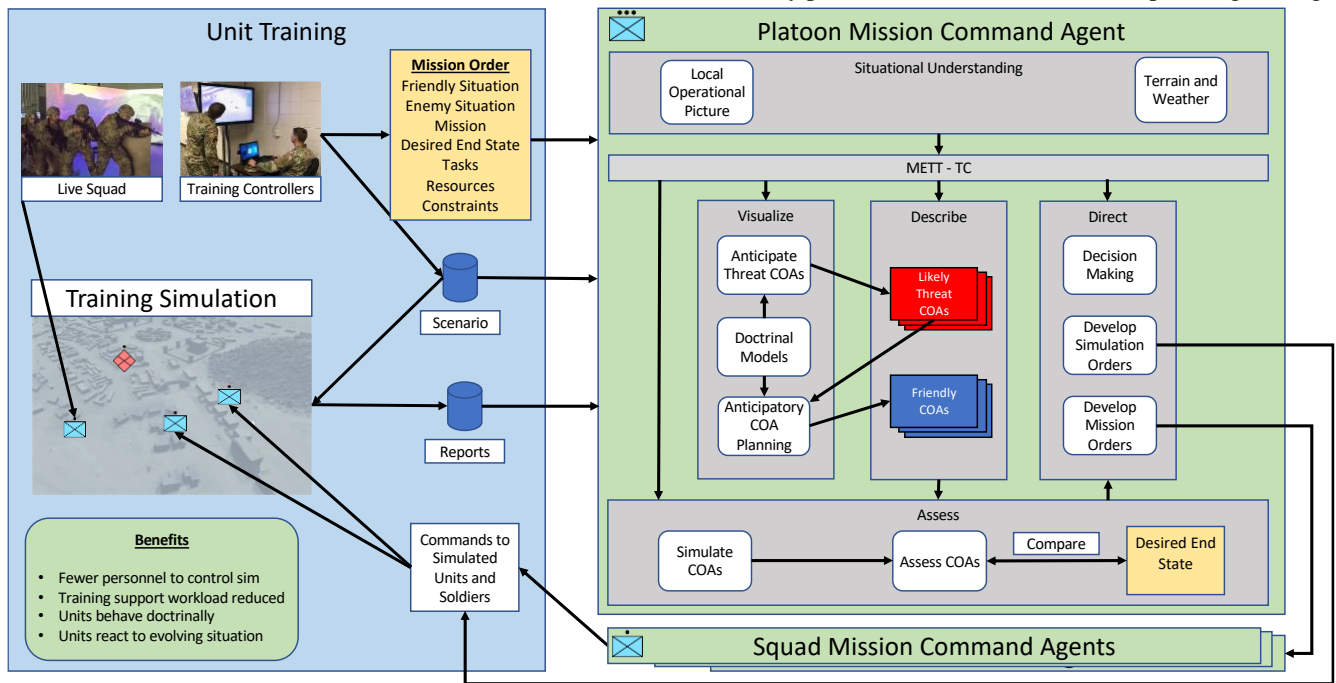 Unit Training
Live Squad
Training Controllers
Mission Order
Friendly Situation
Enemy Situation
Mission
Desired End State
Tasks
Resources
Constraints
Training Simulation
Scenario
Reports
Benefits
• Fewer personnel to control sim
• Training support workload reduced
• Units behave doctrinally
• Units react to evolving situation
Commands to
Simulated
Units and
Soldiers
Platoon Mission Command Agent
Situational Understanding
Local
Operational
Picture
Terrain and
Weather
METT - TC
Visualize
Anticipate
Threat COAs
Doctrinal
Models
Anticipatory
COA
Planning
Describe
Likely
Threat
COAs
Friendly
COAs
Direct
Decision
Making
Develop
Simulation
Orders
Develop
Mission
Orders
Assess
Simulate
COAs
Assess COAs
Compare
Desired End
State
Squad Mission Command Agents